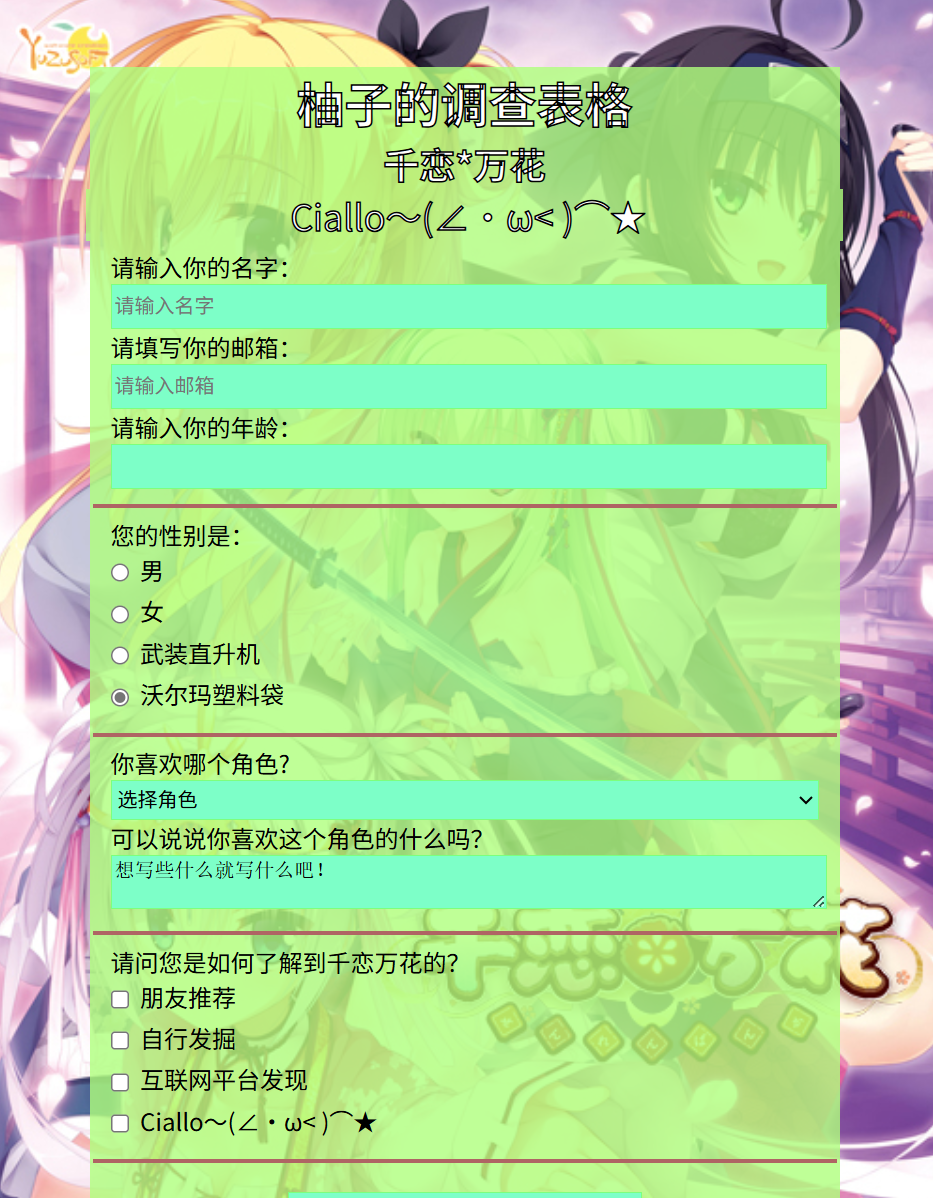 YUZUSOFT
柚子的调查表格
千恋*万花
Ciallo～(∠・ω< )⌒★
请输入你的名字：
请输入名字
请填写你的邮箱：
请输入邮箱
请输入你的年龄：
您的性别是：
男
女
武装直升机
沃尔玛塑料袋
你喜欢哪个角色?
选择角色
可以说说你喜欢这个角色的什么吗?
想写些什么就写什么吧！
请问您是如何了解到千恋万花的?
朋友推荐
自行发掘
互联网平台发现
Ciallo～(∠・ω< )⌒★